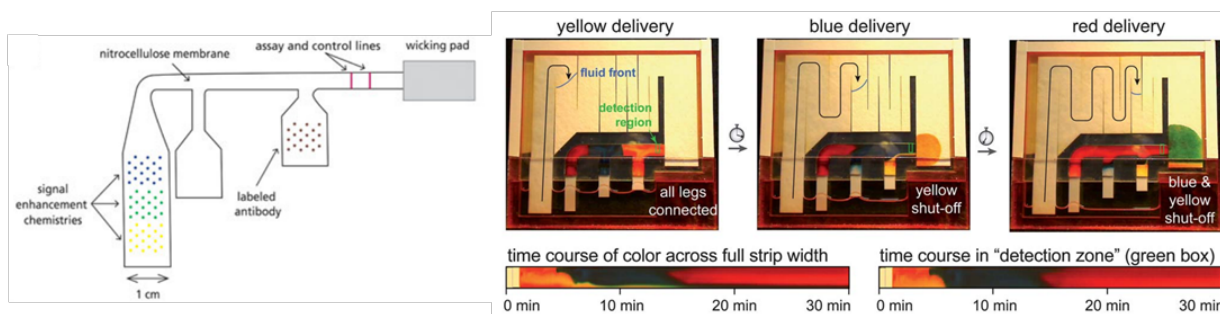 nitrocellulose membrane
assay and control lines
wicking pad
signal
enhancement
chemistries
labeled
antibody
1 cm
yellow delivery
blue delivery
red delivery
fluid front
detection
region
all legs
connected
yellow
shut-off
blue &
yellow
shut-off
time course of color across full strip width
0 min
10 min
20 min
30 min
time course in "detection zone" (green box)
0 min
10 min
20 min
30 min